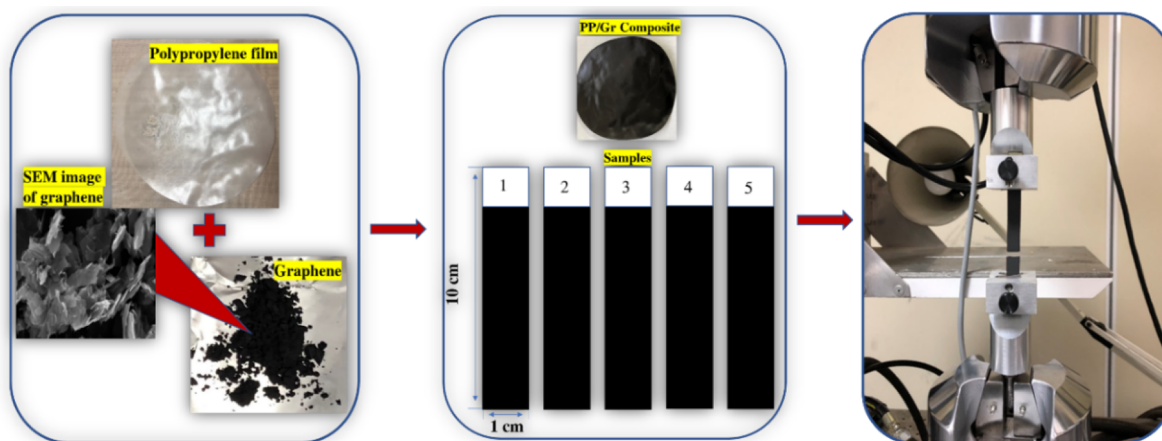 Polypropylene film
SEM image
of graphene
Graphene
PP/Gr Composite
Samples
1 2 3 4 5
10 cm
1 cm